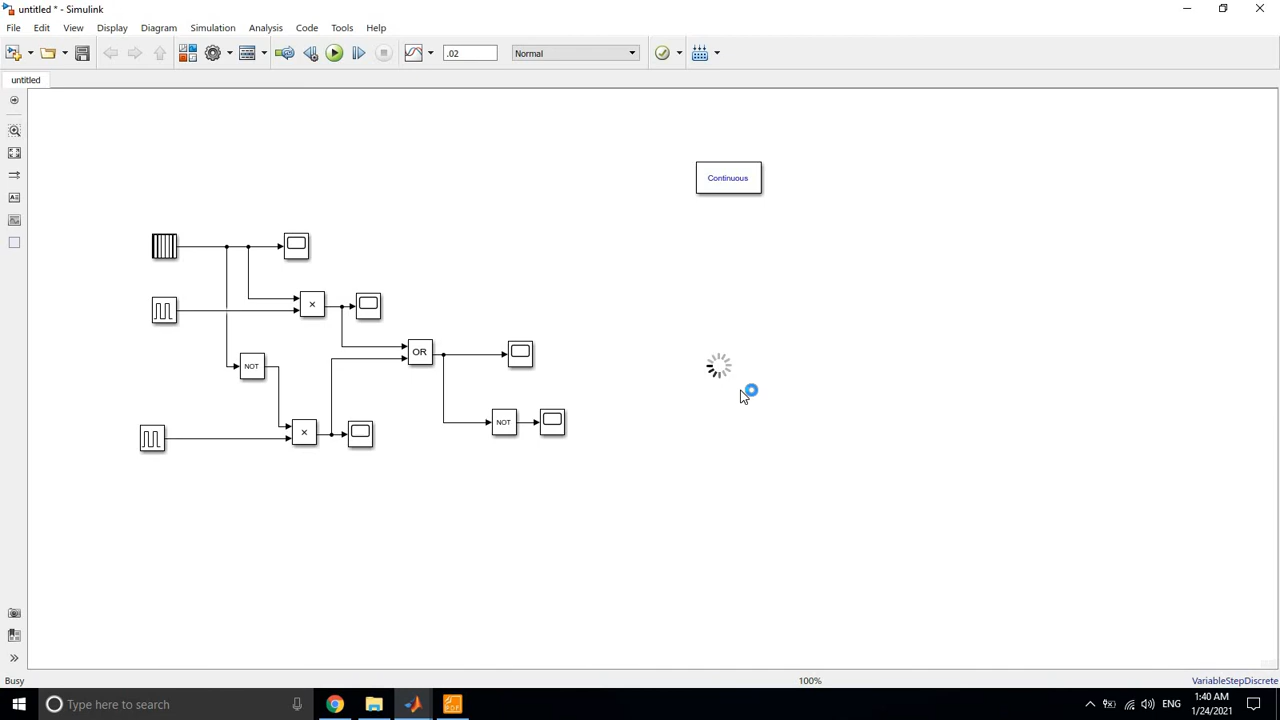 untitled * - Simulink
File Edit View Display Diagram Simulation Analysis Code Tools Help
.02 Normal
untitled
Continuous
×
OR
NOT
NOT
×
Busy 100% VariableStepDiscrete
Type here to search
ENG
1:40 AM
1/24/2021